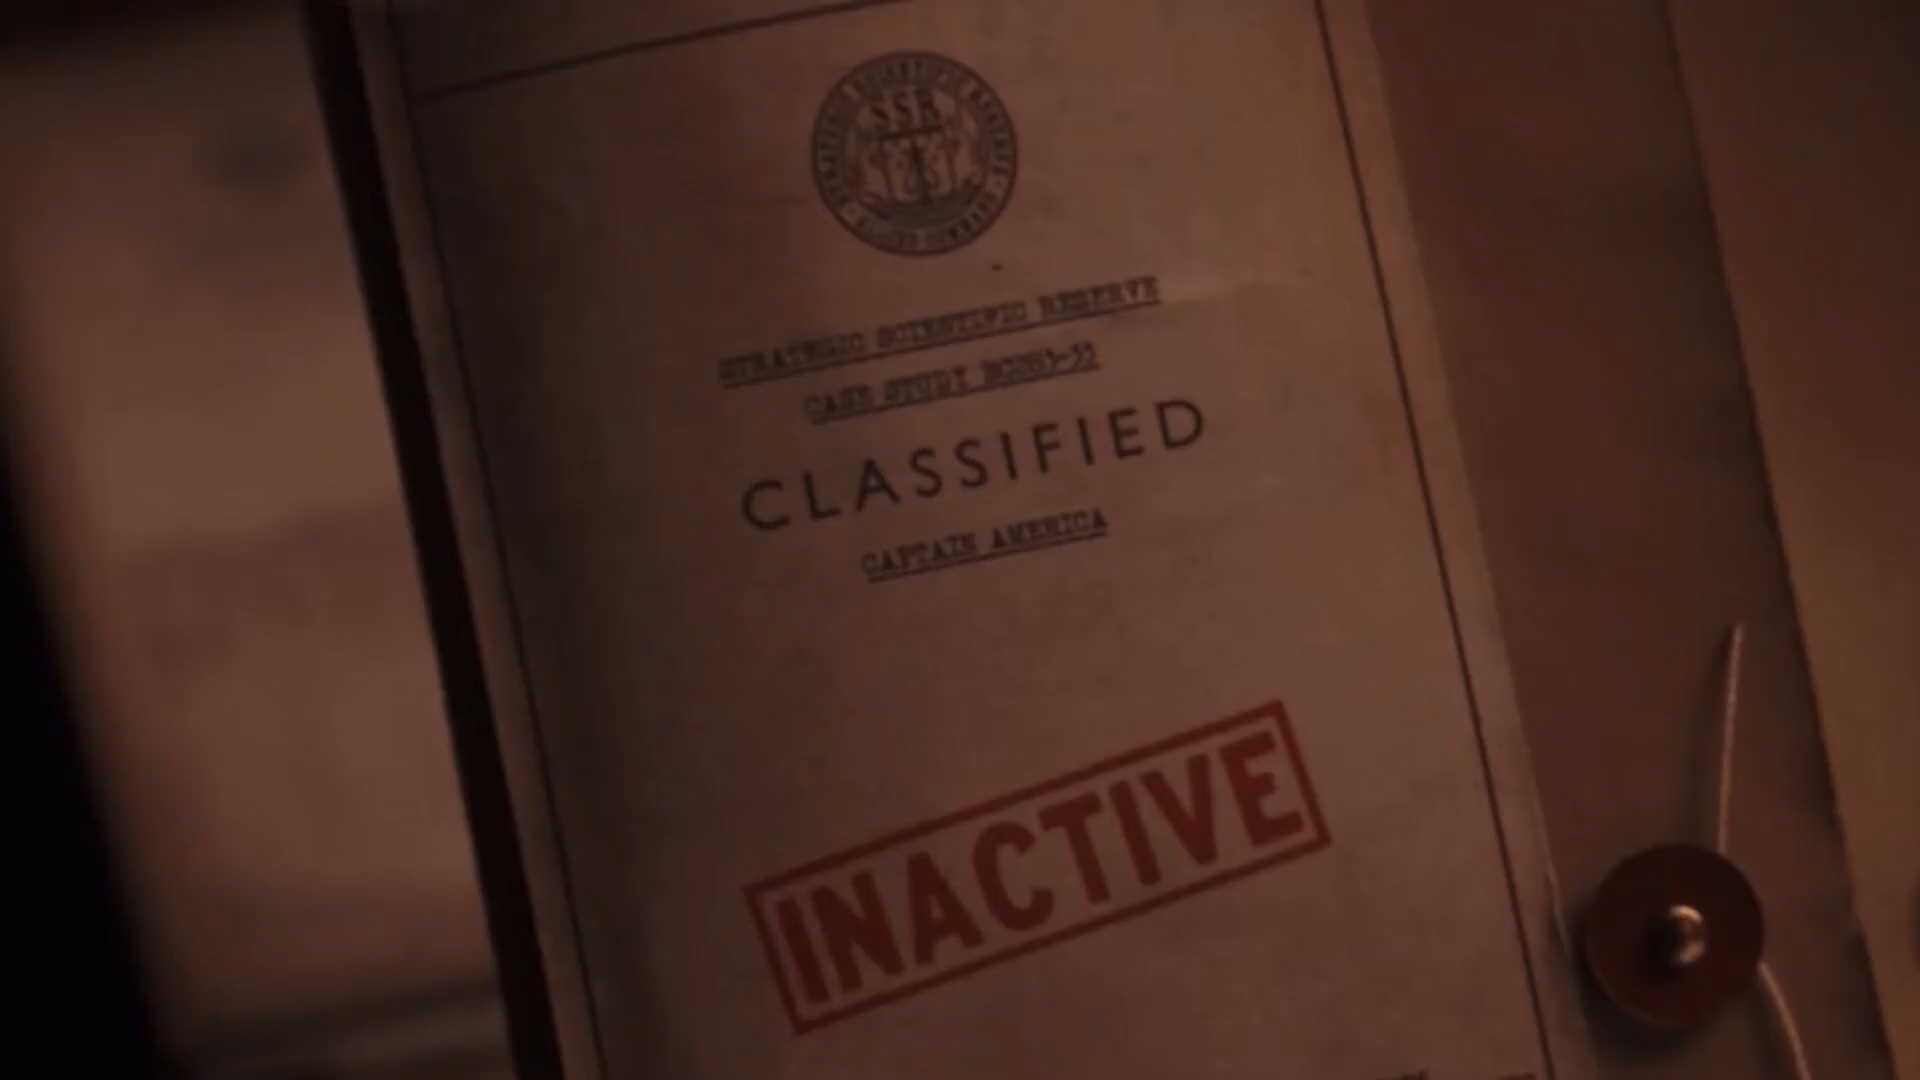 SSR
STRATEGIC SCIENTIFIC RESERVE
CASE STUDY
CLASSIFIED
CAPTAIN AMERICA
INACTIVE